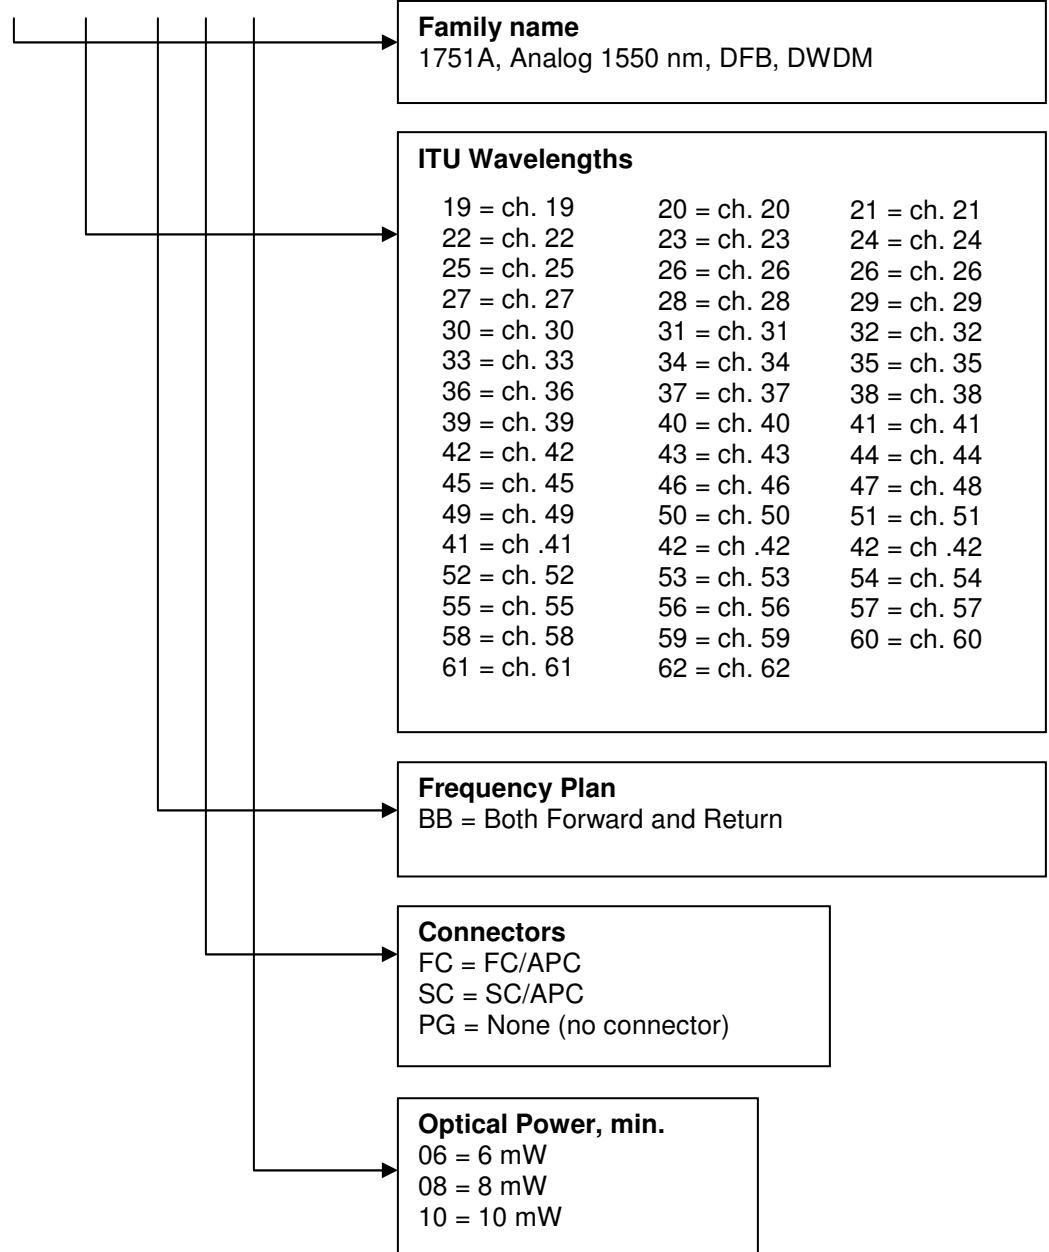 Family name
1751A, Analog 1550 nm, DFB, DWDM
ITU Wavelengths
19 = ch. 19 20 = ch. 20 21 = ch. 21
22 = ch. 22 23 = ch. 23 24 = ch. 24
25 = ch. 25 26 = ch. 26 26 = ch. 26
27 = ch. 27 28 = ch. 28 29 = ch. 29
30 = ch. 30 31 = ch. 31 32 = ch. 32
33 = ch. 33 34 = ch. 34 35 = ch. 35
36 = ch. 36 37 = ch. 37 38 = ch. 38
39 = ch. 39 40 = ch. 40 41 = ch. 41
42 = ch. 42 43 = ch. 43 44 = ch. 44
45 = ch. 45 46 = ch. 46 47 = ch. 48
49 = ch. 49 50 = ch. 50 51 = ch. 51
41 = ch .41 42 = ch .42 42 = ch .42
52 = ch. 52 53 = ch. 53 54 = ch. 54
55 = ch. 55 56 = ch. 56 57 = ch. 57
58 = ch. 58 59 = ch. 59 60 = ch. 60
61 = ch. 61 62 = ch. 62
Frequency Plan
BB = Both Forward and Return
Connectors
FC = FC/APC
SC = SC/APC
PG = None (no connector)
Optical Power, min.
06 = 6 mW
08 = 8 mW
10 = 10 mW